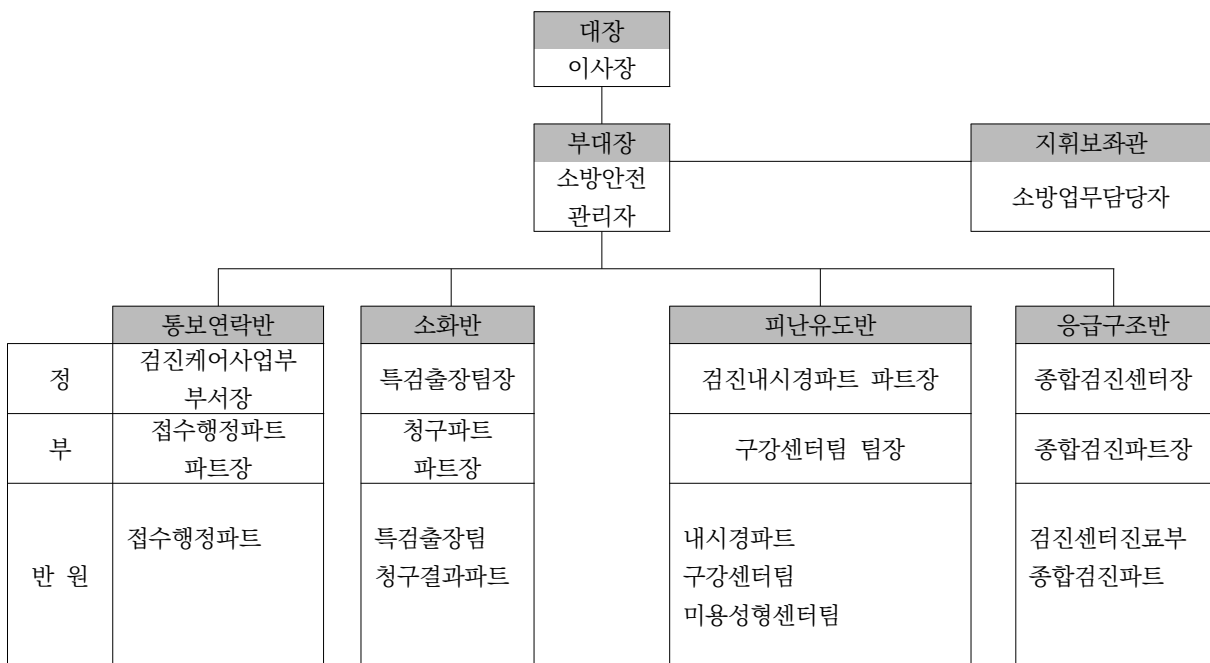 대장
이사장
부대장
소방안전
관리자
지휘보좌관
소방업무담당자
통보연락반
소화반
피난유도반
응급구조반
정
검진케어사업부
부서장
특검출장팀장
검진내시경파트 파트장
종합검진센터장
부
접수행정파트
파트장
청구파트
파트장
구강센터팀 팀장
종합검진파트장
반 원
접수행정파트
특검출장팀
청구결과파트
내시경파트
구강센터팀
미용성형센터팀
검진센터진료부
종합검진파트